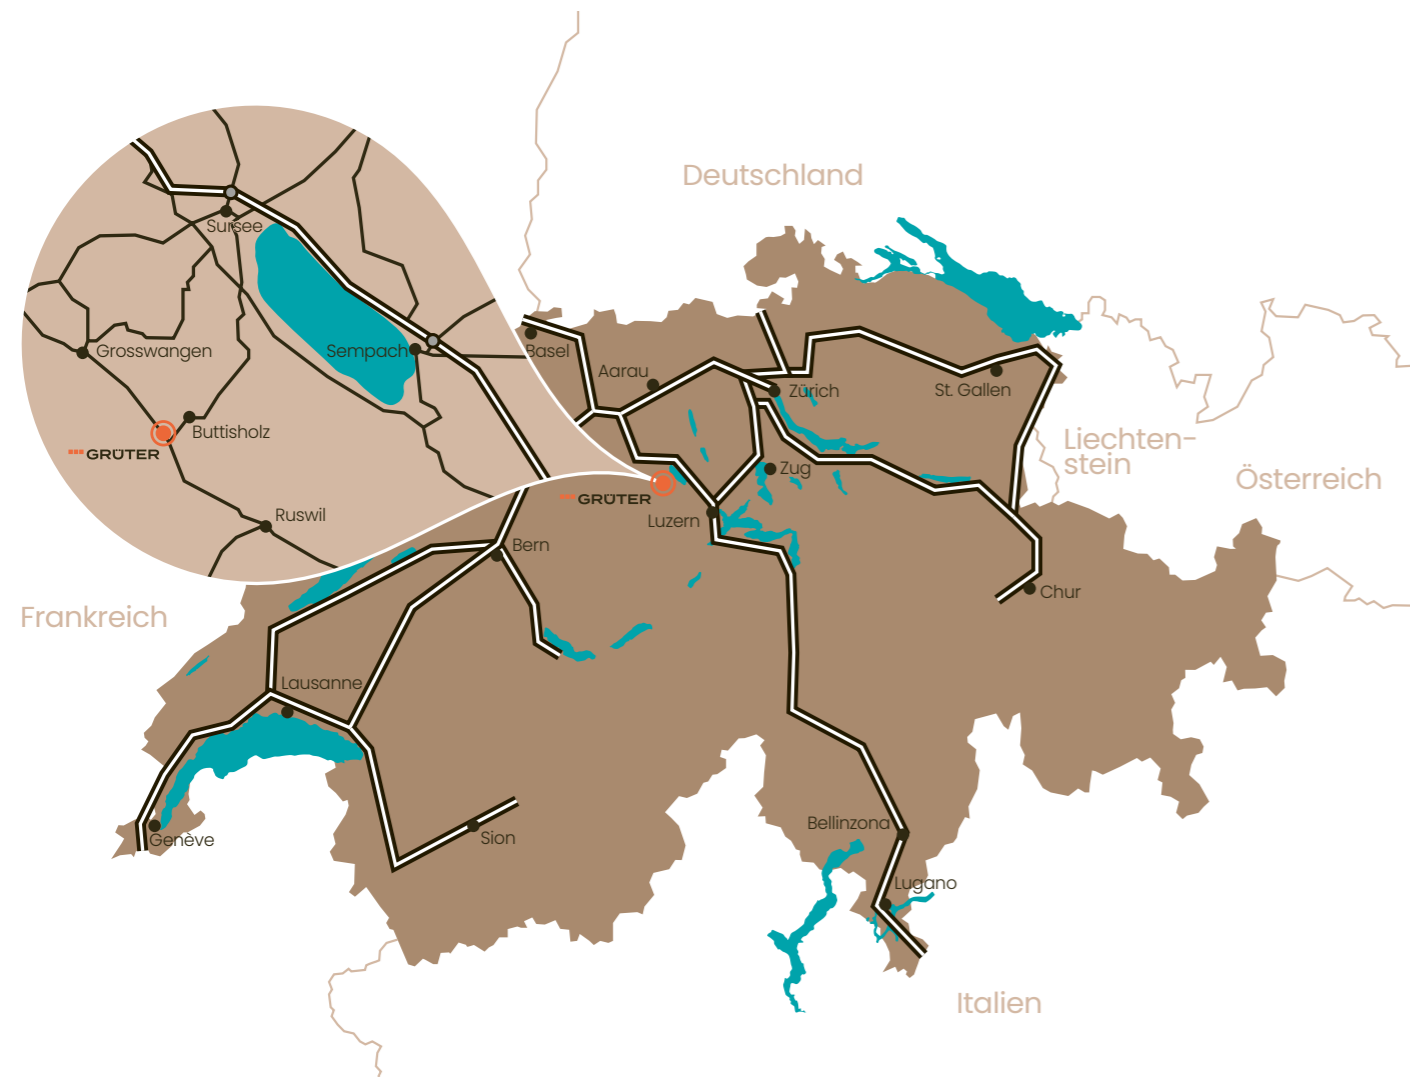 Deutschland
Sursee
Basel
Grosswangen
Sempach
Aarau
Zürich
St. Gallen
Buttisholz
GRÜTER
Liechten-
stein
Zug
Österreich
GRÜTER
Ruswil
Luzern
Bern
Chur
Frankreich
Lausanne
Bellinzona
Genève
Sion
Lugano
Italien